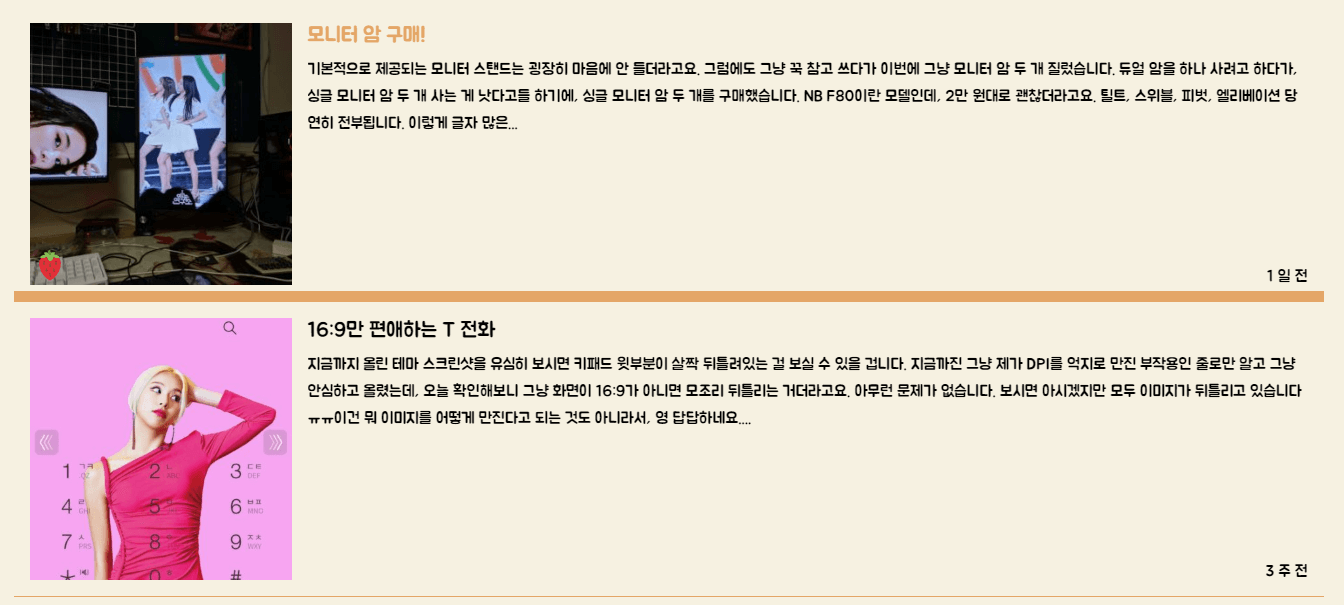 모니터 암 구매!
기본적으로 제공되는 모니터 스탠드는 굉장히 마음에 안 들더라고요. 그럼에도 그냥 꾹 참고 쓰다가 이번에 그냥 모니터 암 두 개 질렀습니다. 듀얼 암을 하나 사려고 하다가,
싱글 모니터 암 두 개 사는 게 낫다고들 하기에, 싱글 모니터 암 두 개를 구매했습니다. NB F80이란 모델인데, 2만 원대로 괜찮더라고요. 틸트, 스위블, 피벗, 엘리베이션 당
연히 전부됩니다. 이렇게 글자 많은...
1 일 전
16:9만 편애하는 T 전화
지금까지 올린 테마 스크린샷을 유심히 보시면 키패드 윗부분이 살짝 뒤틀려있는 걸 보실 수 있을 겁니다. 지금까진 그냥 제가 DPI를 억지로 만진 부작용인 줄로만 알고 그냥
안심하고 올렸는데, 오늘 확인해보니 그냥 화면이 16:9가 아니면 모조리 뒤틀리는 거더라고요. 아무런 문제가 없습니다. 보시면 아시겠지만 모두 이미지가 뒤틀리고 있습니다
ㅠㅠ이건 뭐 이미지를 어떻게 만진다고 되는 것도 아니라서, 영 답답하네요....
1 ㄱㅋ 2 ㄴ ABC 3 ㄷㅌ DEF
4 ㄹ GHI 5 6 ㅂㅍ MNO
7 ㅅ PRS 8 9 ㅈㅊ WXY
* 0 #
3 주 전